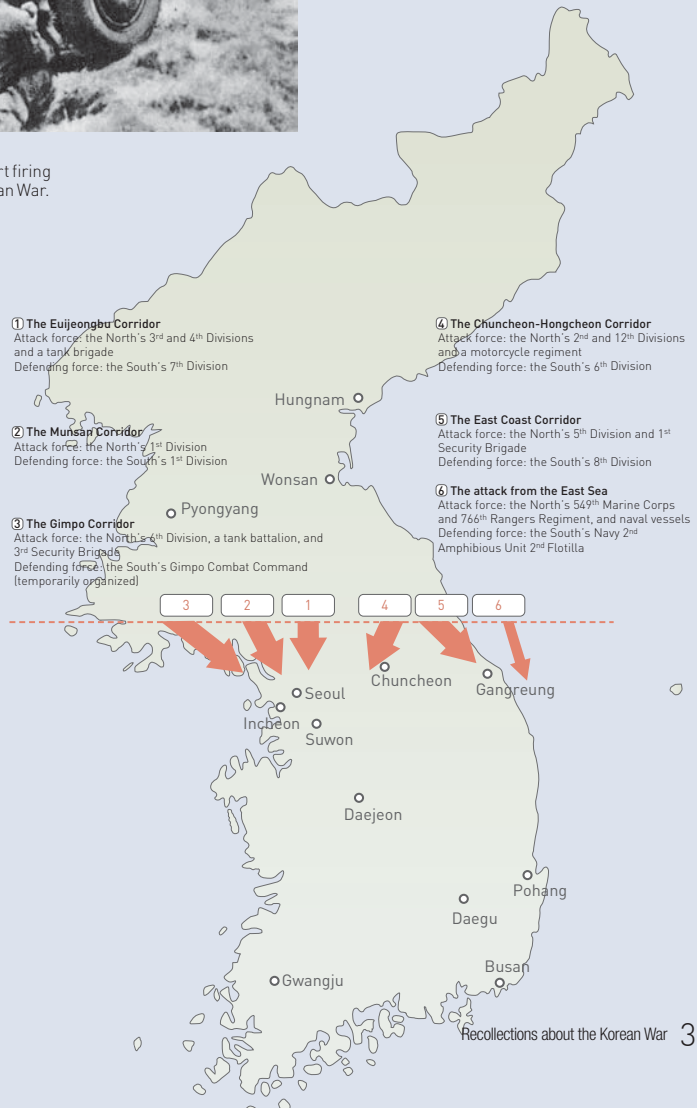 rt firing
an War.
1 The Euijeongbu Corridor
Attack force: the North's 3rd and 4th Divisions
and a tank brigade
Defending force: the South's 7th Division
2 The Munsan Corridor
Attack force: the North's 1st Division
Defending force: the South's 1st Division
3 The Gimpo Corridor
Attack force: the North's 6th Division, a tank battalion, and
3rd Security Brigade
Defending force: the South's Gimpo Combat Command
(temporarily organized)
4 The Chuncheon-Hongcheon Corridor
Attack force: the North's 2nd and 12th Divisions
and a motorcycle regiment
Defending force: the South's 6th Division
5 The East Coast Corridor
Attack force: the North's 5th Division and 1st
Security Brigade
Defending force: the South's 8th Division
6 The attack from the East Sea
Attack force: the North's 549th Marine Corps
and 766th Rangers Regiment, and naval vessels
Defending force: the South's Navy 2nd
Amphibious Unit 2nd Flotilla
Hungnam
Wonsan
Pyongyang
3 2 1 4 5 6
Chuncheon
Gangreung
Seoul
Incheon
Suwon
Daejeon
Pohang
Daegu
Busan
Gwangju
Recollections about the Korean War 3